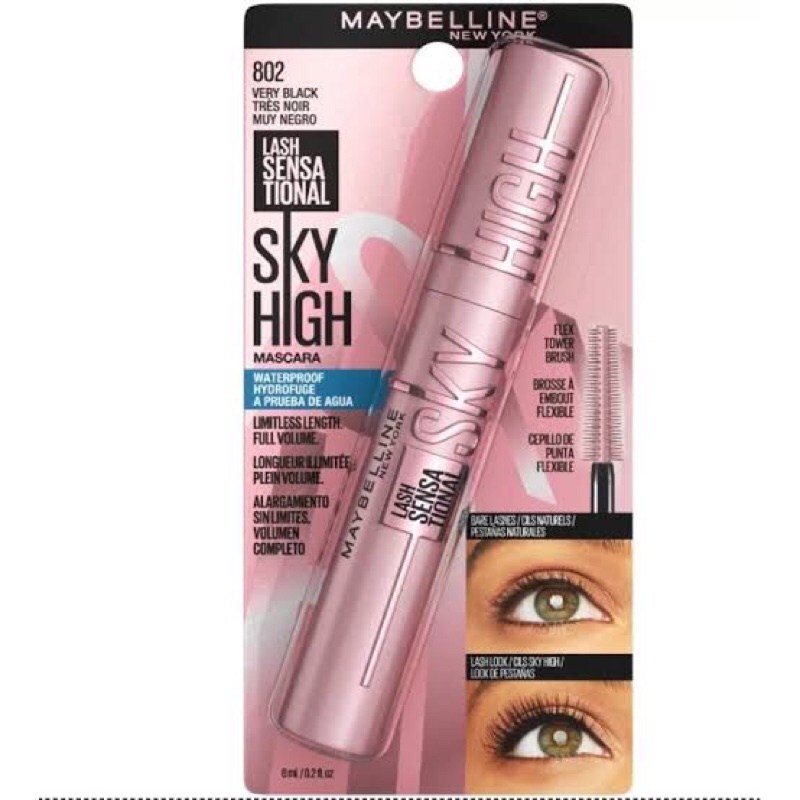 MAYBELLINE®
NEW YORK
802
VERY BLACK
TRÈS NOIR
MUY NEGRO
LASH
SENSA
TIONAL
SKY
HIGH
MASCARA
WATERPROOF
HYDROFUGE
A PRUEBA DE AGUA
LIMITLESS LENGTH.
FULL VOLUME.
LONGUEUR ILLIMITÉE
PLEIN VOLUME.
ALARGAMIENTO
SIN LIMITES,
VOLUMEN
COMPLETO
SKY HIGH
LASH
SENSA
TIONAL
MAYBELLINE
NEW YORK
FLEX
TOWER
BRUSH
BROSSE À
EMBOUT
FLEXIBLE
CEPILLO DE
PUNTA
FLEXIBLE
BARE LASHES / CILS NATURELS /
PESTAÑAS NATURALES
LASH LOOK / CILS SKY HIGH /
LOOK DE PESTAÑAS
6 ml / 0.2 fl oz